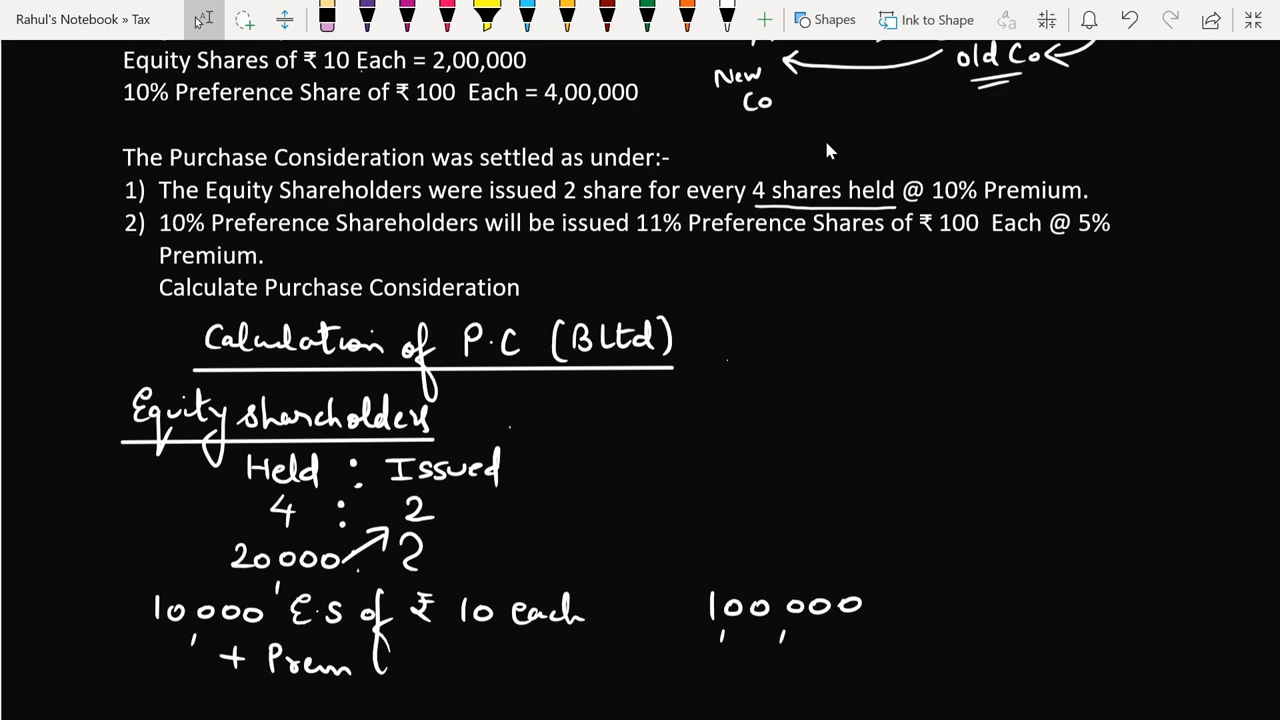 Rahul's Notebook » Tax
Shapes
Ink to Shape
Equity Shares of ₹ 10 Each = 2,00,000
10% Preference Share of ₹ 100 Each = 4,00,000
old Co
New
Co
The Purchase Consideration was settled as under:-
1) The Equity Shareholders were issued 2 share for every 4 shares held @ 10% Premium.
2) 10% Preference Shareholders will be issued 11% Preference Shares of ₹ 100 Each @ 5%
Premium.
Calculate Purchase Consideration
Calculation of P.C (B Ltd)
Equity shareholders
Held : Issued
4 : 2
20,000 ?
10,000 E.S of ₹ 10 each 1,00,000
+ Prem (